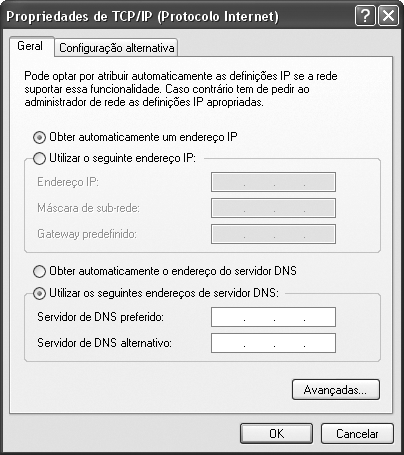 Propriedades de TCP/IP (Protocolo Internet)
Geral
Configuração alternativa
Pode optar por atribuir automaticamente as definições IP se a rede
suportar essa funcionalidade. Caso contrário tem de pedir ao
administrador de rede as definições IP apropriadas.
Obter automaticamente um endereço IP
Utilizar o seguinte endereço IP:
Endereço IP:
Máscara de sub-rede:
Gateway predefinido:
Obter automaticamente o endereço do servidor DNS
Utilizar os seguintes endereços de servidor DNS:
Servidor de DNS preferido:
Servidor de DNS alternativo:
Avançadas...
OK
Cancelar